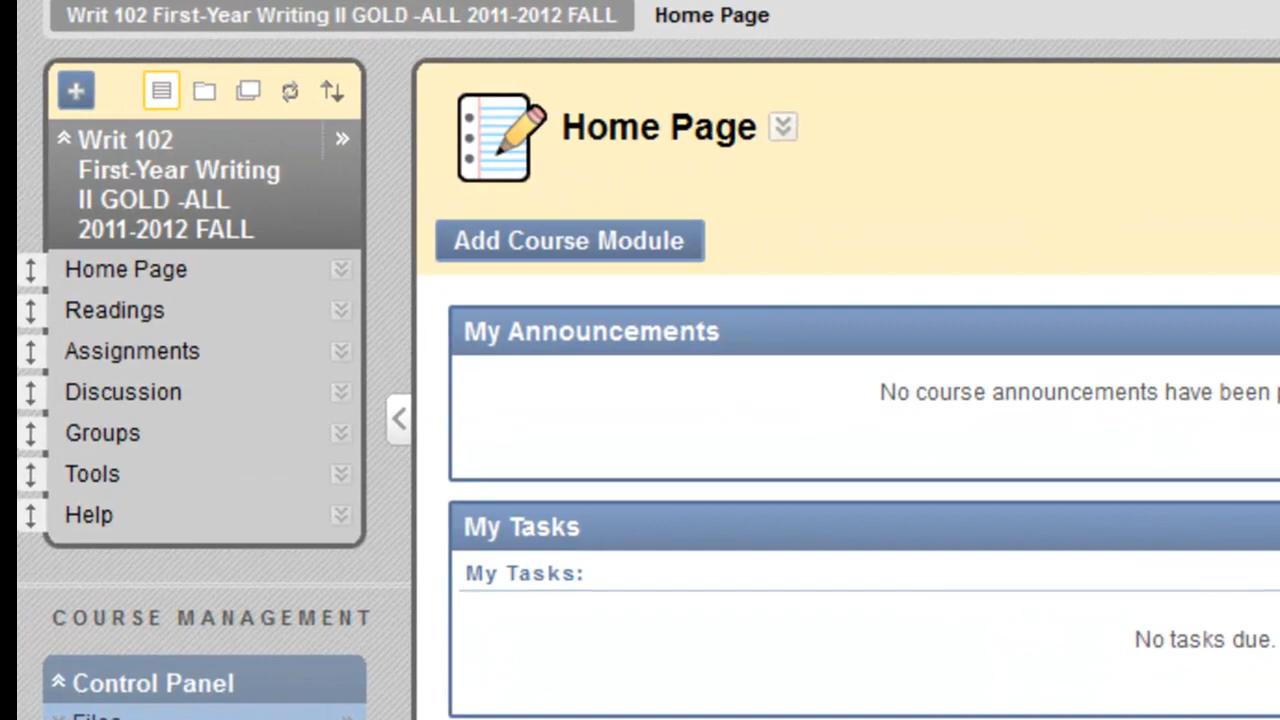 Writ 102 First-Year Writing II GOLD -ALL 2011-2012 FALL Home Page
Writ 102
First-Year Writing
II GOLD -ALL
2011-2012 FALL
Home Page
Readings
Assignments
Discussion
Groups
Tools
Help
COURSE MANAGEMENT
Control Panel
Files
Home Page
Add Course Module
My Announcements
No course announcements have been
My Tasks
My Tasks:
No tasks due.